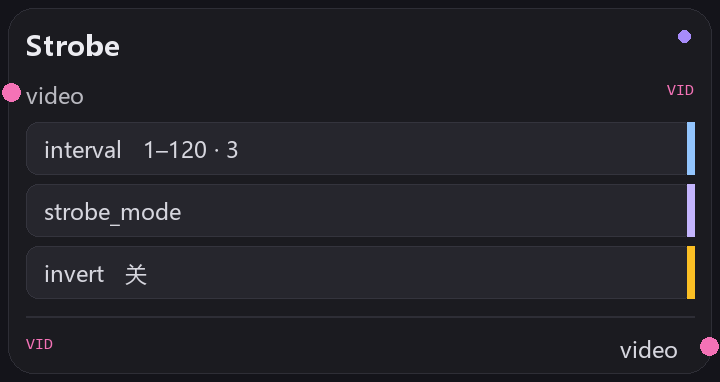 Strobe
video VID
interval 1–120 · 3
strobe_mode
invert 关
VID video